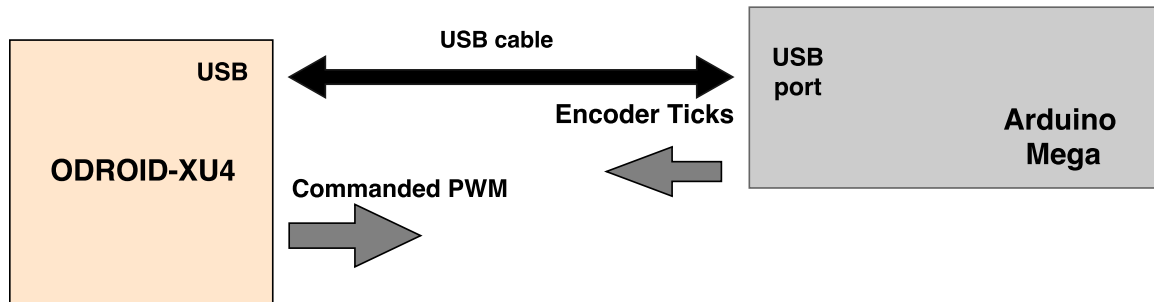 USB cable
USB
USB
port
Encoder Ticks
Arduino
Mega
ODROID-XU4
Commanded PWM